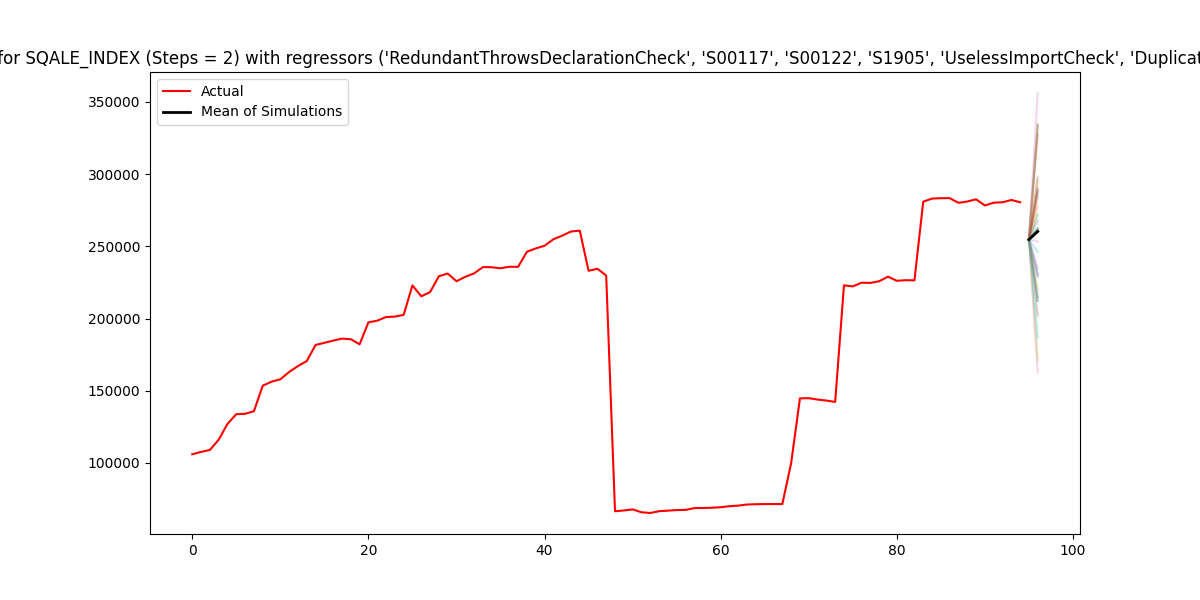 for SQALE_INDEX (Steps = 2) with regressors ('RedundantThrowsDeclarationCheck', 'S00117', 'S00122', 'S1905', 'UselessImportCheck', 'Duplicat
Actual
Mean of Simulations
350000
300000
250000
200000
150000
100000
0 20 40 60 80 100